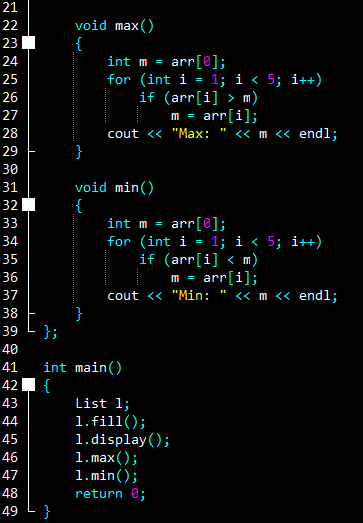 21
22 void max()
23 {
24 int m = arr[0];
25 for (int i = 1; i < 5; i++)
26 if (arr[i] > m)
27 m = arr[i];
28 cout << "Max: " << m << endl;
29 }
30
31 void min()
32 {
33 int m = arr[0];
34 for (int i = 1; i < 5; i++)
35 if (arr[i] < m)
36 m = arr[i];
37 cout << "Min: " << m << endl;
38 }
39 };
40
41 int main()
42 {
43 List l;
44 l.fill();
45 l.display();
46 l.max();
47 l.min();
48 return 0;
49 }